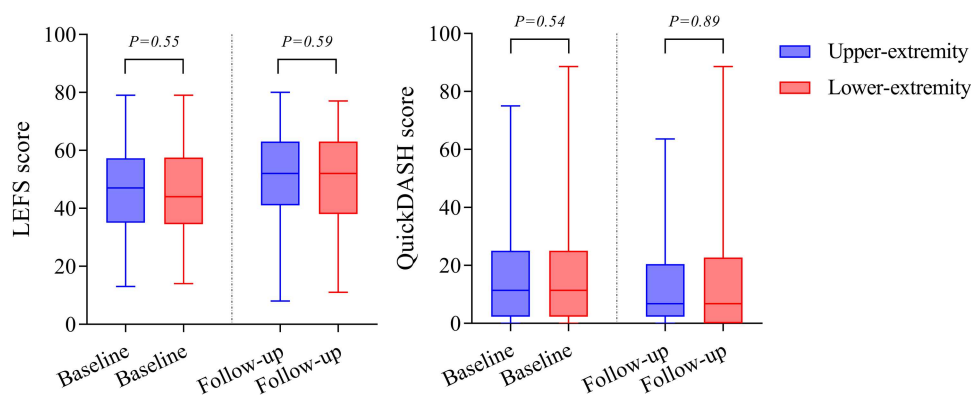 P=0.55
P=0.59
100
80
60
40
20
0
LEFS score
Baseline
Baseline
Follow-up
Follow-up
P=0.54
P=0.89
100
80
60
40
20
0
QuickDASH score
Baseline
Baseline
Follow-up
Follow-up
Upper-extremity
Lower-extremity